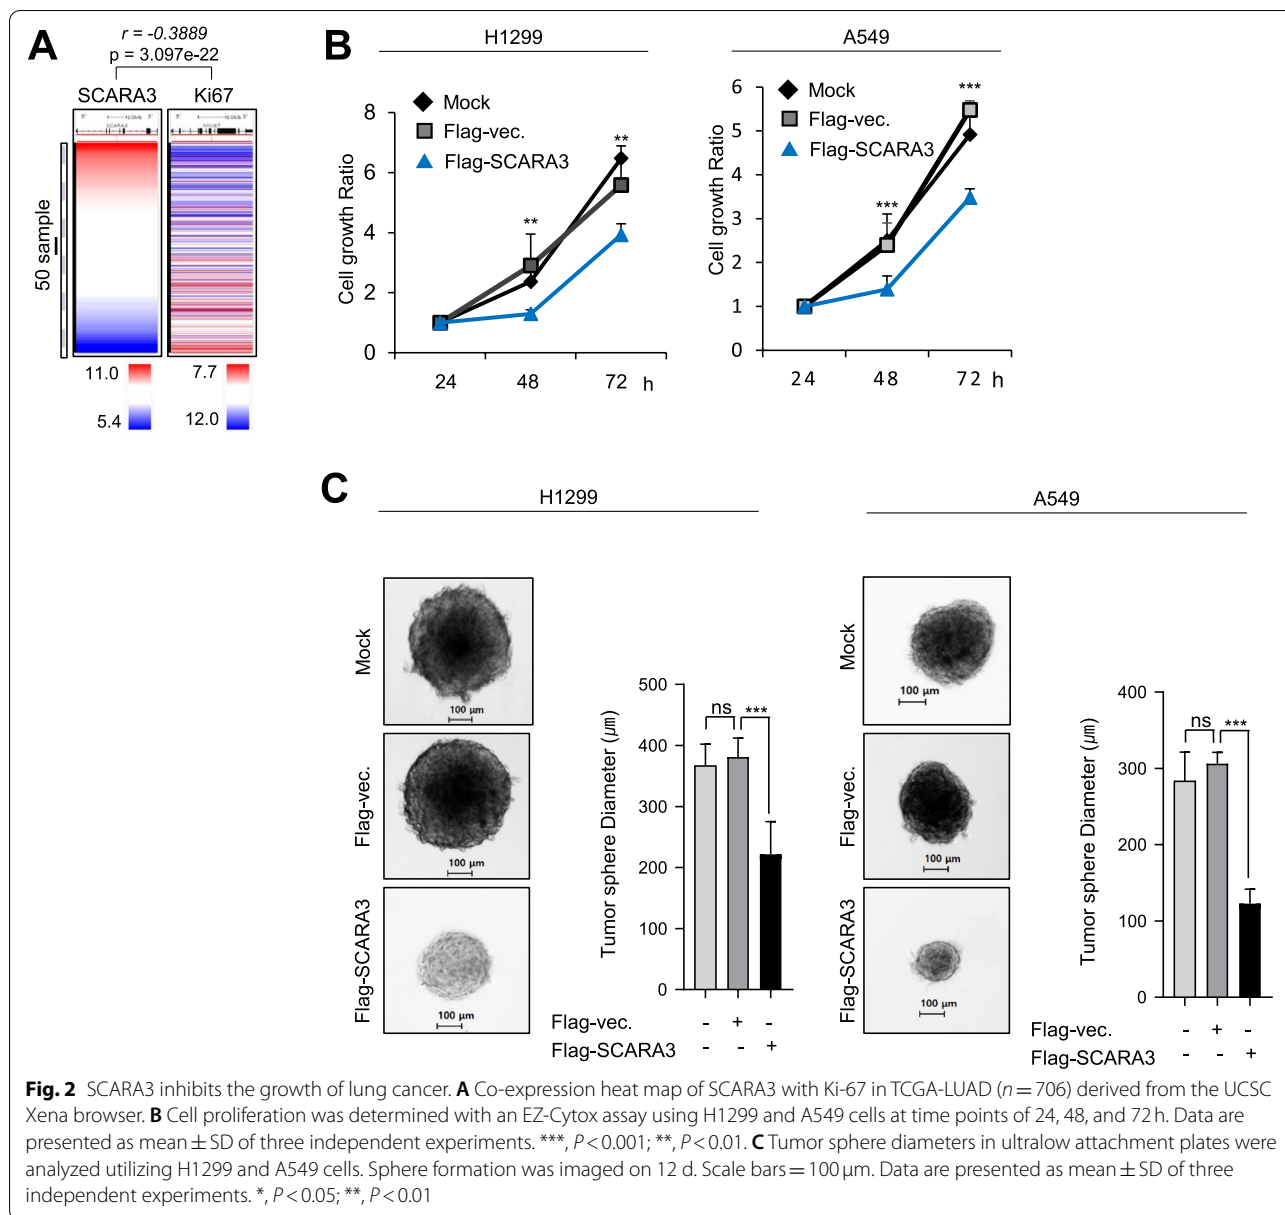 A
r = -0.3889
p = 3.097e-22
SCARA3
Ki67
5'
10kb
3'
SCARA3
5'
10kb
3'
50 sample
11.0
5.4
7.7
12.0
B
H1299
Mock
Flag-vec.
Flag-SCARA3
Cell growth Ratio
8
6
4
2
0
**
**
24
48
72
h
A549
Mock
Flag-vec.
Flag-SCARA3
Cell growth Ratio
6
5
4
3
2
1
0
***
***
24
48
72
h
C
H1299
Mock
100 μm
Flag-vec.
100 μm
Flag-SCARA3
100 μm
Tumor sphere Diameter (㎛)
500
400
300
200
100
0
ns
***
Flag-vec. - + -
Flag-SCARA3 - - +
A549
Mock
100 μm
Flag-vec.
100 μm
Flag-SCARA3
100 μm
Tumor sphere Diameter (㎛)
400
300
200
100
0
ns
***
Flag-vec. - + -
Flag-SCARA3 - - +
Fig. 2 SCARA3 inhibits the growth of lung cancer. A Co-expression heat map of SCARA3 with Ki-67 in TCGA-LUAD (n = 706) derived from the UCSC
Xena browser. B Cell proliferation was determined with an EZ-Cytox assay using H1299 and A549 cells at time points of 24, 48, and 72 h. Data are
presented as mean ± SD of three independent experiments. ***, P < 0.001; **, P < 0.01. C Tumor sphere diameters in ultralow attachment plates were
analyzed utilizing H1299 and A549 cells. Sphere formation was imaged on 12 d. Scale bars = 100 μm. Data are presented as mean ± SD of three
independent experiments. *, P < 0.05; **, P < 0.01